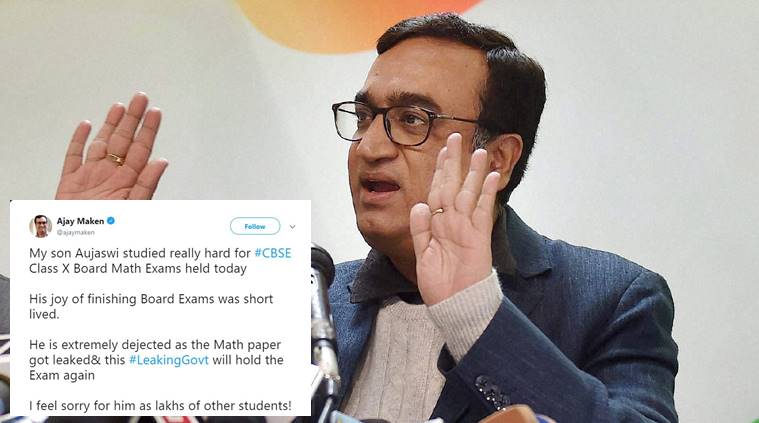 Ajay Maken
@ajaymaken
Follow
My son Aujaswi studied really hard for #CBSE
Class X Board Math Exams held today
His joy of finishing Board Exams was short
lived.
He is extremely dejected as the Math paper
got leaked& this #LeakingGovt will hold the
Exam again
I feel sorry for him as lakhs of other students!